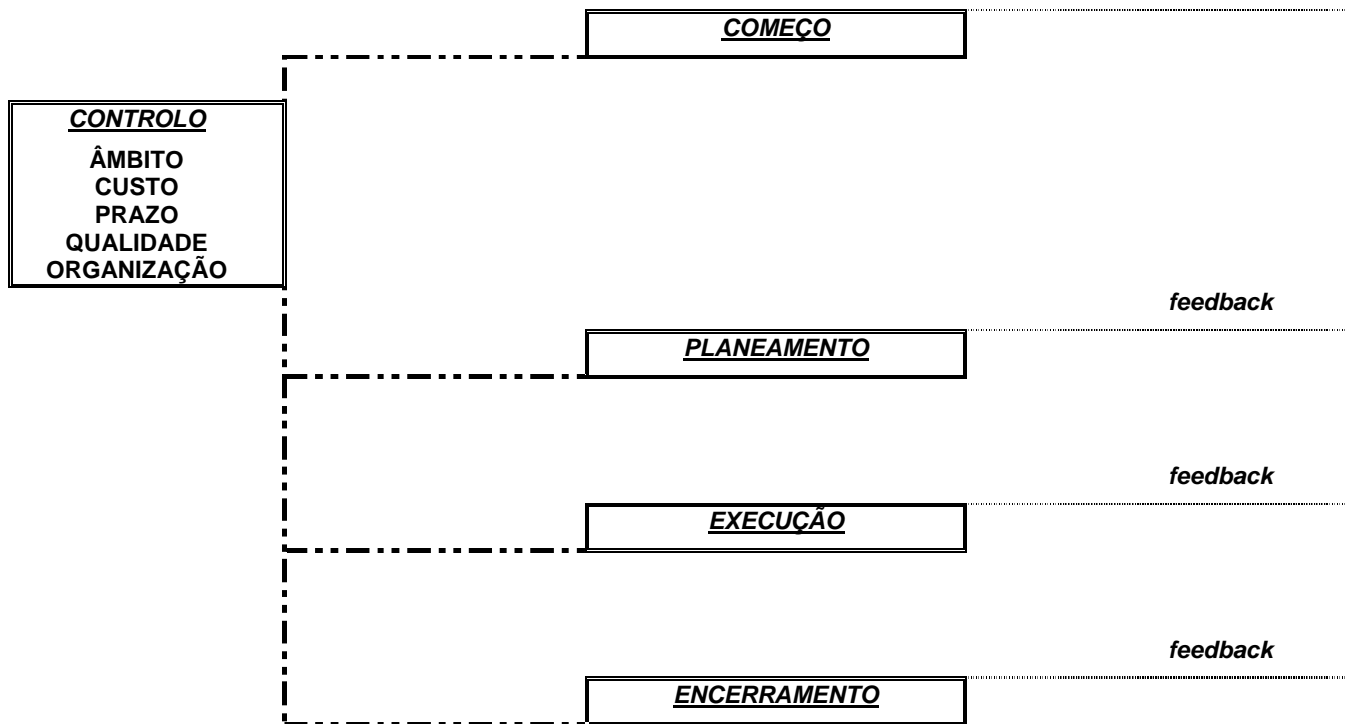 COMEÇO
CONTROLO
ÂMBITO
CUSTO
PRAZO
QUALIDADE
ORGANIZAÇÃO
feedback
PLANEAMENTO
feedback
EXECUÇÃO
feedback
ENCERRAMENTO